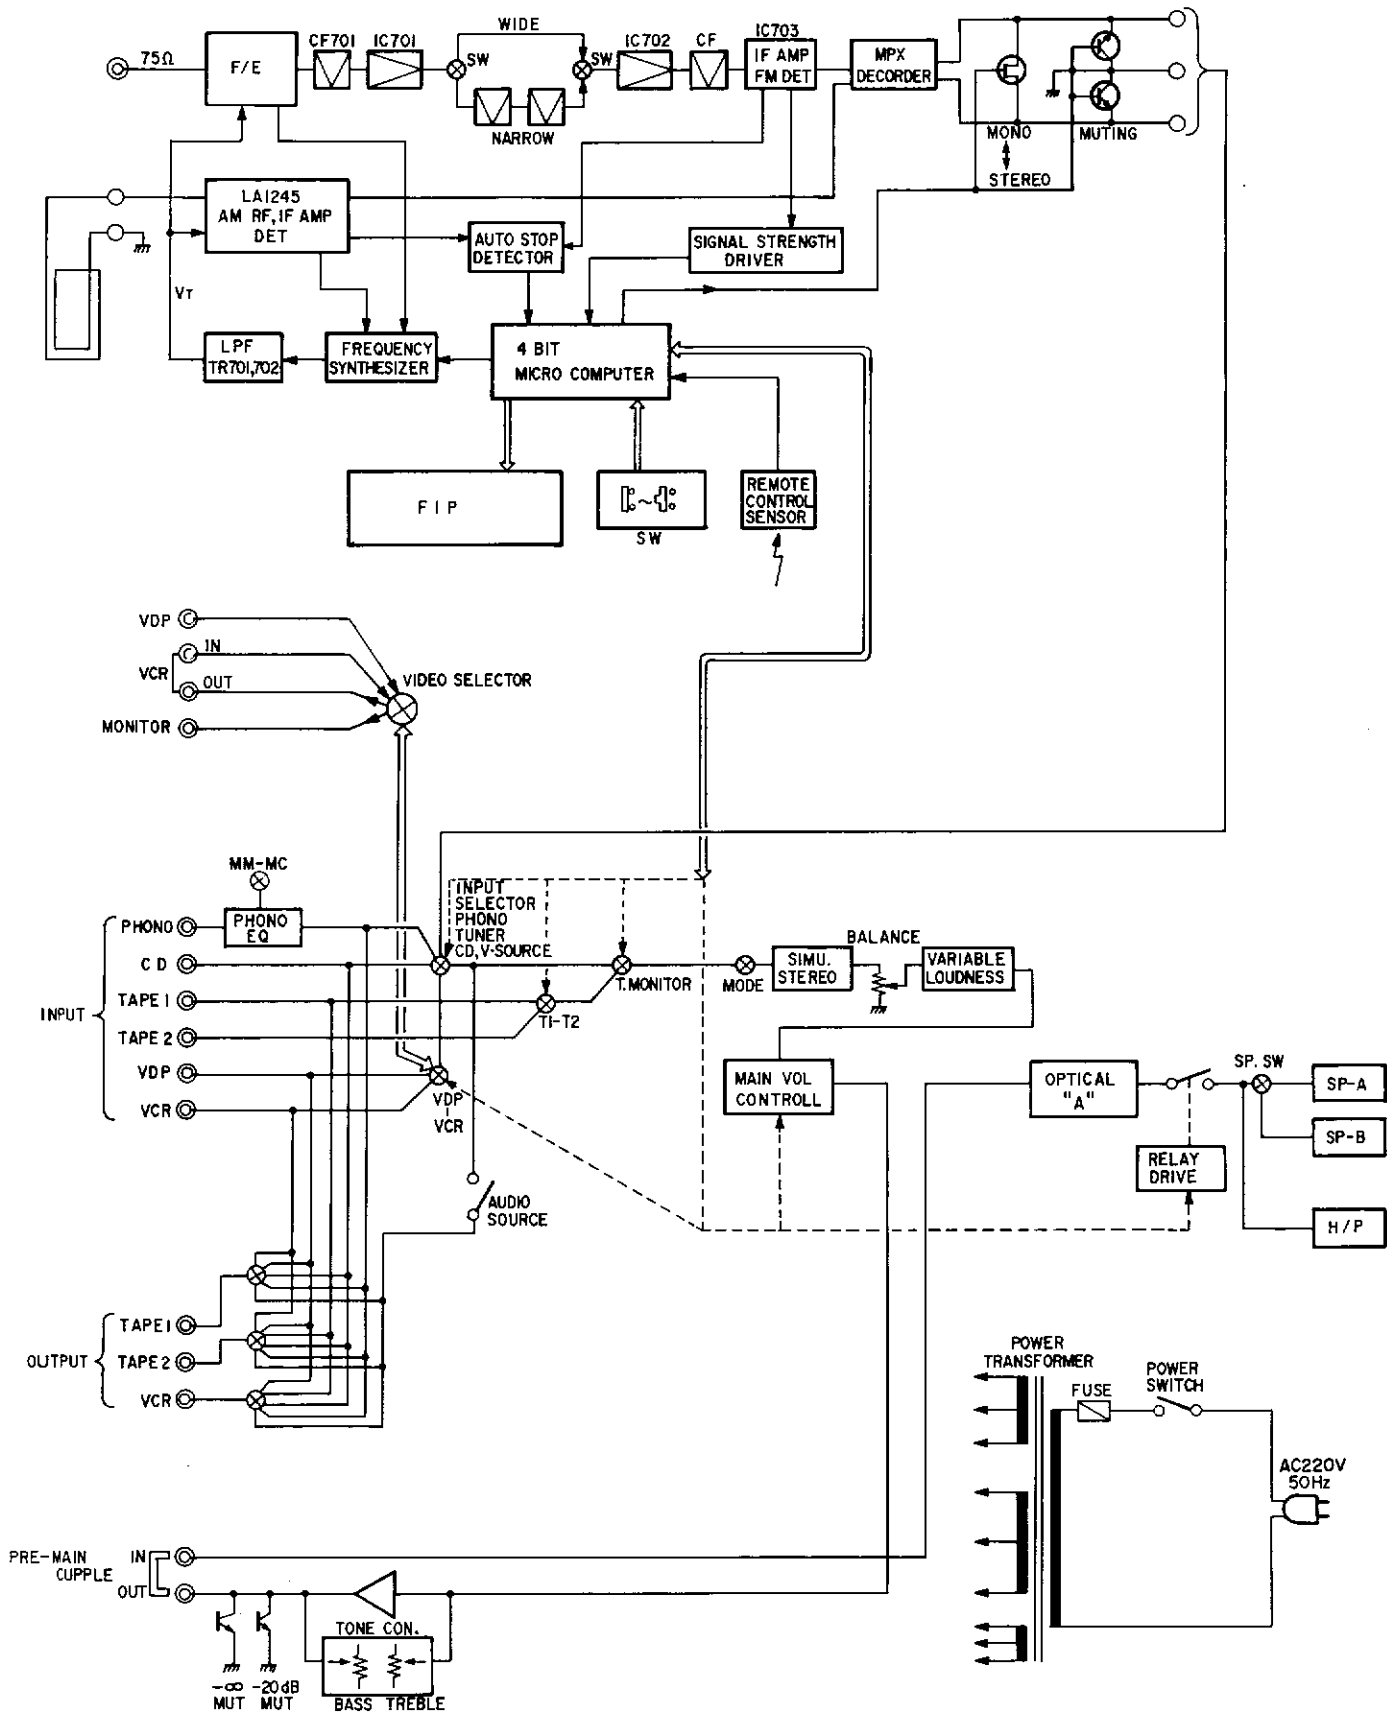 75Ω
F/E
CF701
IC701
WIDE
SW
SW
NARROW
IC702
CF
IC703
IF AMP
FM DET
MPX
DECORDER
MONO
STEREO
MUTING
LA1245
AM RF, IF AMP
DET
AUTO STOP
DETECTOR
SIGNAL STRENGTH
DRIVER
VT
LPF
TR701,702
FREQUENCY
SYNTHESIZER
4 BIT
MICRO COMPUTER
FIP
~
SW
REMOTE
CONTROL
SENSOR
VDP
VCR
IN
OUT
MONITOR
VIDEO SELECTOR
MM-MC
PHONO
EQ
INPUT
PHONO
CD
TAPE 1
TAPE 2
VDP
VCR
INPUT
SELECTOR
PHONO
TUNER
CD, V-SOURCE
T1-T2
T.MONITOR
MODE
SIMU.
STEREO
BALANCE
VARIABLE
LOUDNESS
VDP
VCR
AUDIO
SOURCE
MAIN VOL
CONTROLL
OPTICAL
"A"
RELAY
DRIVE
SP. SW
SP-A
SP-B
H/P
OUTPUT
TAPE 1
TAPE 2
VCR
POWER
TRANSFORMER
FUSE
POWER
SWITCH
AC220V
50Hz
PRE-MAIN
CUPPLE
IN
OUT
-∞
MUT
-20dB
MUT
TONE CON.
BASS TREBLE